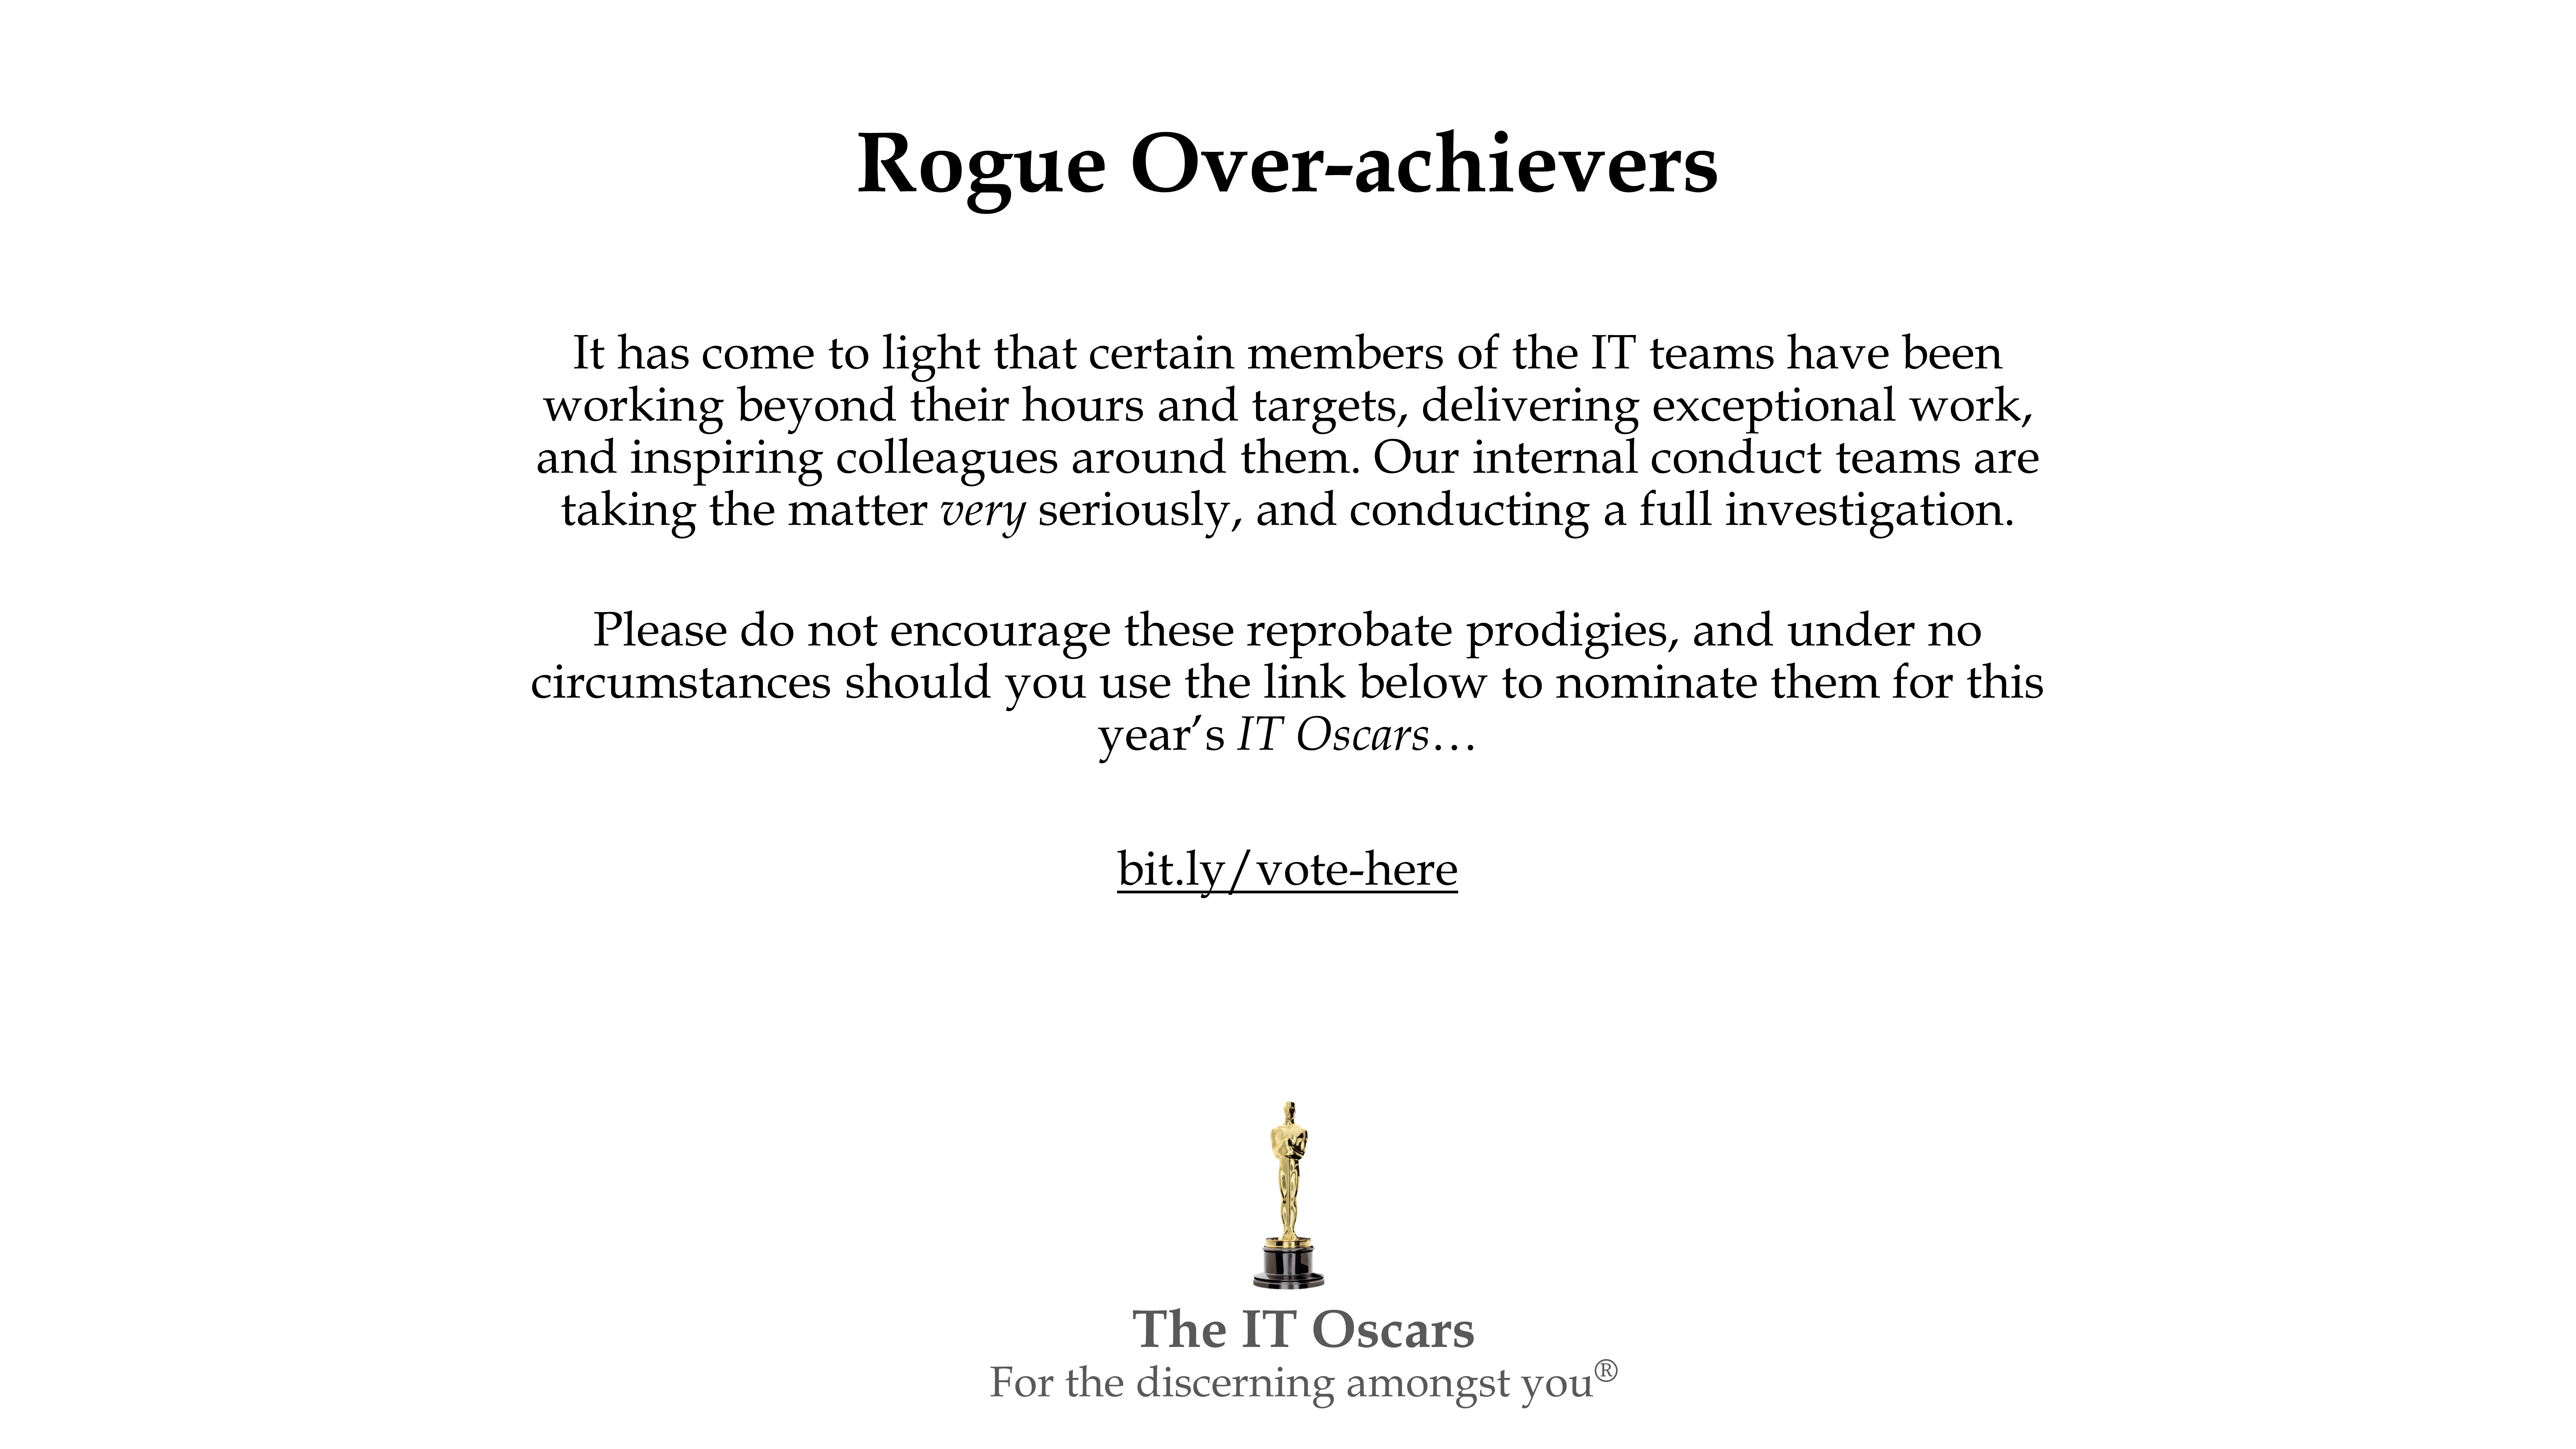 Rogue Over-achievers
It has come to light that certain members of the IT teams have been
working beyond their hours and targets, delivering exceptional work,
and inspiring colleagues around them. Our internal conduct teams are
taking the matter very seriously, and conducting a full investigation.
Please do not encourage these reprobate prodigies, and under no
circumstances should you use the link below to nominate them for this
year’s IT Oscars…
bit.ly/vote-here
The IT Oscars
For the discerning amongst you®